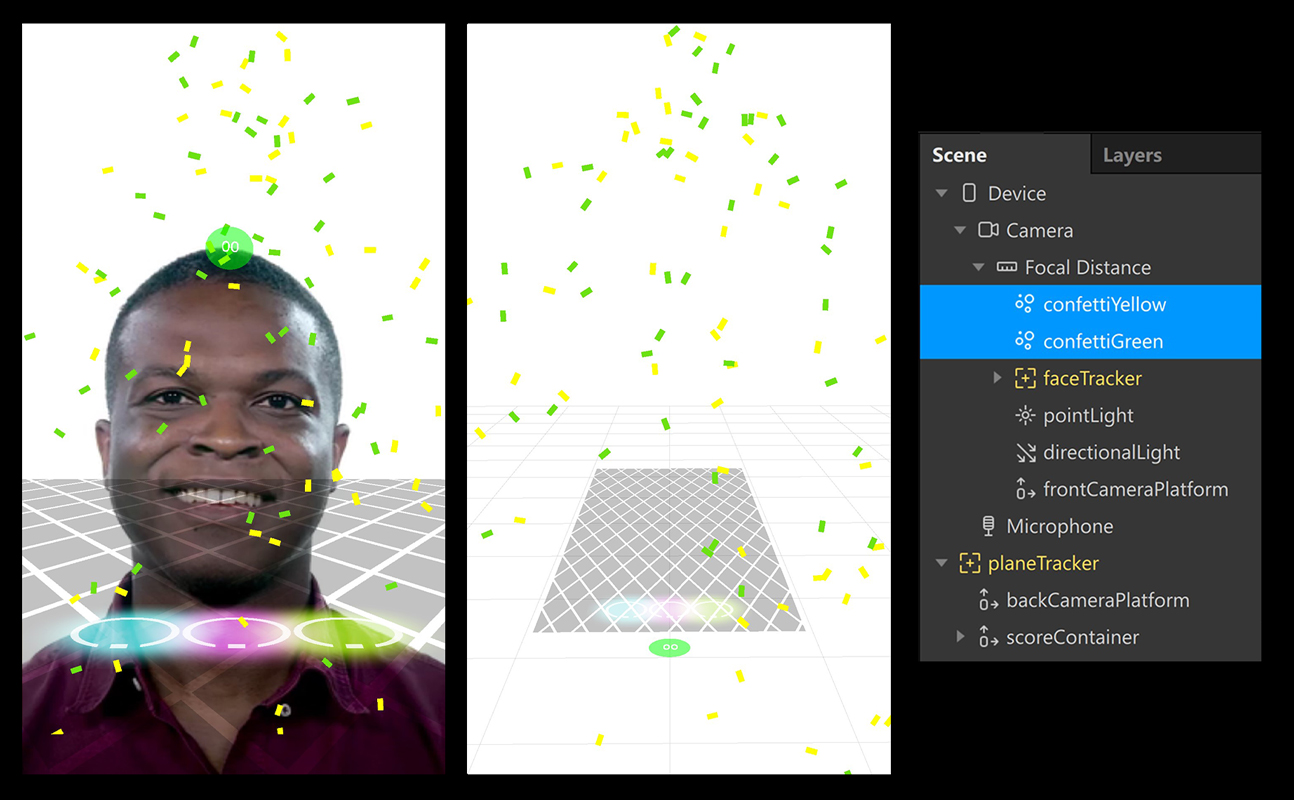 00
00
Scene
Layers
Device
Camera
Focal Distance
confettiYellow
confettiGreen
faceTracker
pointLight
directionalLight
frontCameraPlatform
Microphone
planeTracker
backCameraPlatform
scoreContainer